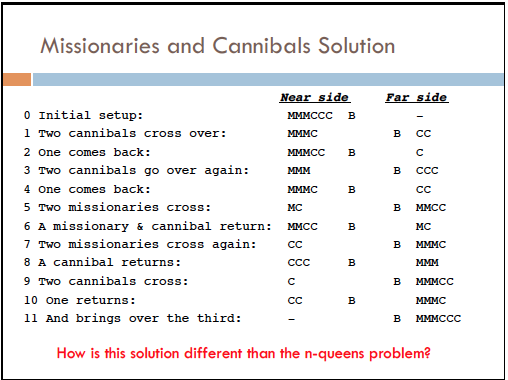 Missionaries and Cannibals Solution
Near side Far side
0 Initial setup: MMMCCC B –
1 Two cannibals cross over: MMMC B CC
2 One comes back: MMMCC B C
3 Two cannibals go over again: MMM B CCC
4 One comes back: MMMC B CC
5 Two missionaries cross: MC B MMCC
6 A missionary & cannibal return: MMCC B MC
7 Two missionaries cross again: CC B MMMC
8 A cannibal returns: CCC B MMM
9 Two cannibals cross: C B MMMCC
10 One returns: CC B MMMC
11 And brings over the third: – B MMMCCC
How is this solution different than the n-queens problem?